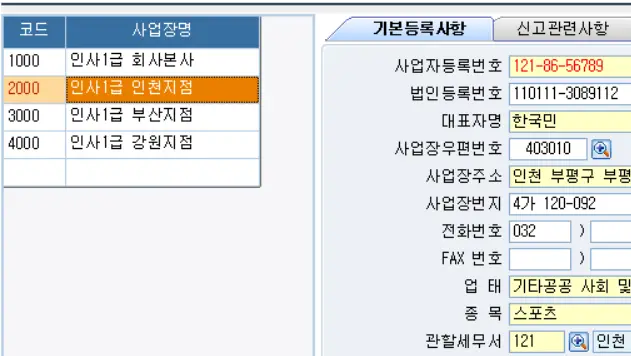 코드 사업장명
1000 인사1급 회사본사
2000 인사1급 인천지점
3000 인사1급 부산지점
4000 인사1급 강원지점
기본등록사항 신고관련사항
사업자등록번호 121-86-56789
법인등록번호 110111-3089112
대표자명 한국민
사업장우편번호 403010
사업장주소 인천 부평구 부평
사업장번지 4가 120-092
전화번호 032 )
FAX 번호 )
업 태 기타공공 사회 및
종 목 스포츠
관할세무서 121 인천